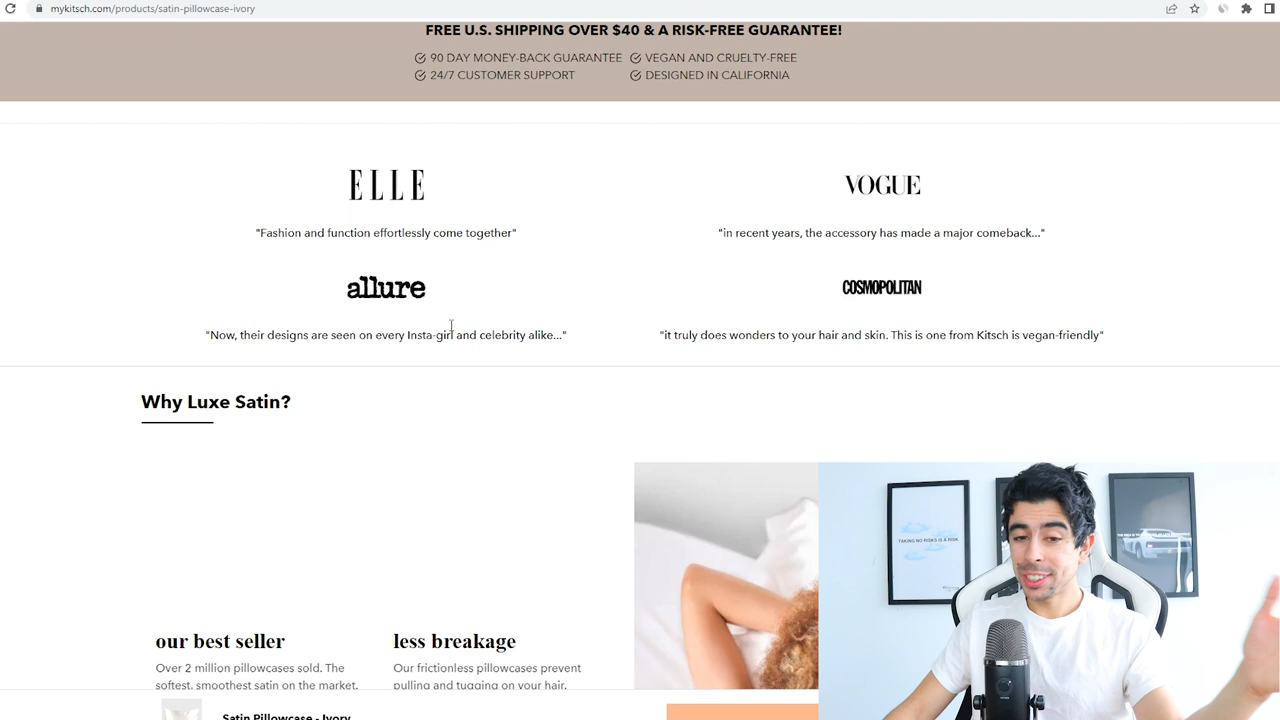 mykitsch.com/products/satin-pillowcase-ivory
FREE U.S. SHIPPING OVER $40 & A RISK-FREE GUARANTEE!
90 DAY MONEY-BACK GUARANTEE
VEGAN AND CRUELTY-FREE
24/7 CUSTOMER SUPPORT
DESIGNED IN CALIFORNIA
ELLE
VOGUE
"Fashion and function effortlessly come together"
"in recent years, the accessory has made a major comeback..."
allure
COSMOPOLITAN
"Now, their designs are seen on every Insta-girl and celebrity alike..."
"it truly does wonders to your hair and skin. This is one from Kitsch is vegan-friendly"
Why Luxe Satin?
our best seller
Over 2 million pillowcases sold. The
softest, smoothest satin on the market.
less breakage
Our frictionless pillowcases prevent
pulling and tugging on your hair.
Satin Pillowcase - Ivory
TAKING NO RISKS IS A RISK